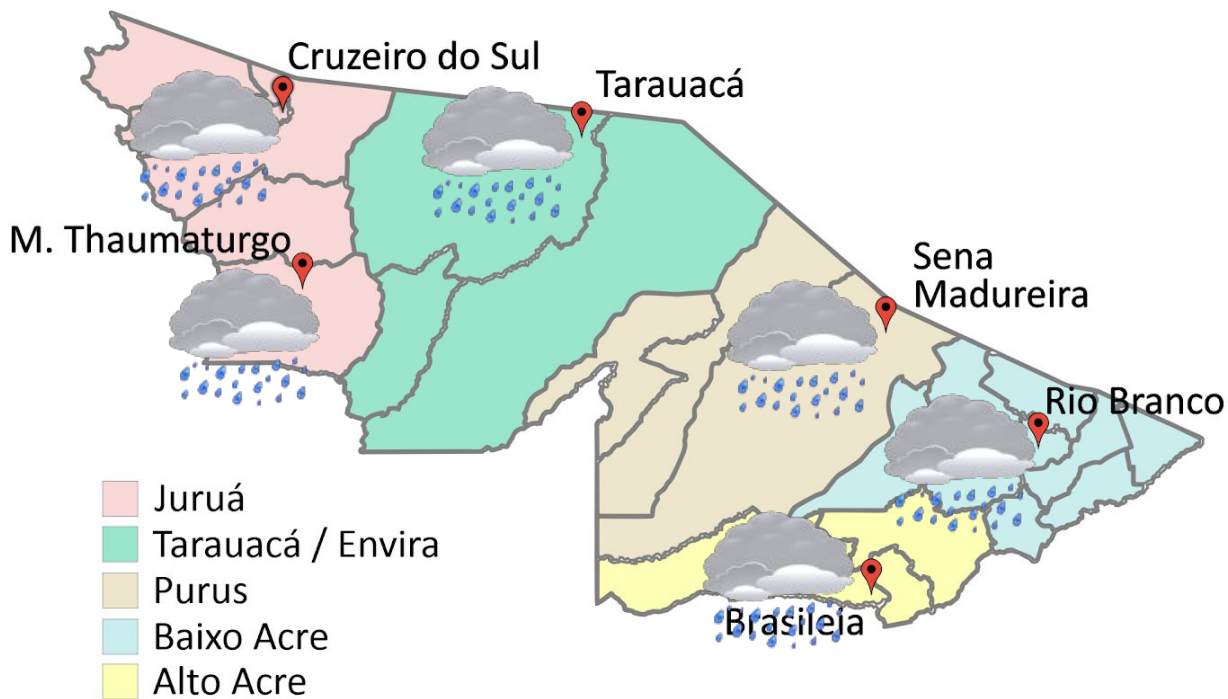 Cruzeiro do Sul
Tarauacá
M. Thaumaturgo
Sena
Madureira
Rio Branco
Brasileia
Juruá
Tarauacá / Envira
Purus
Baixo Acre
Alto Acre